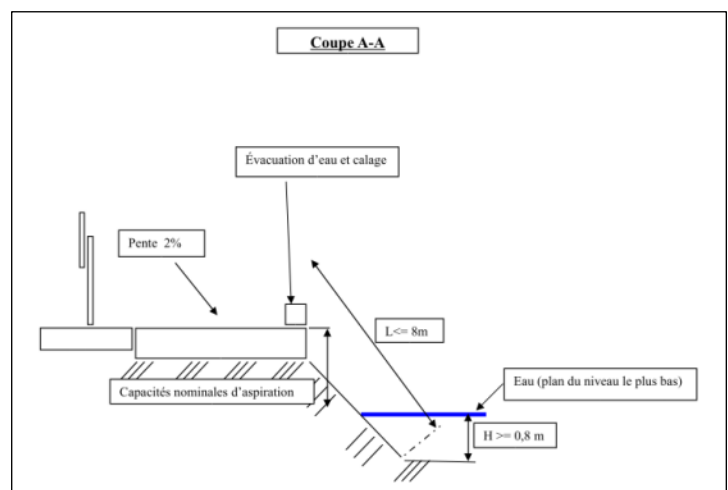 Coupe A-A
Évacuation d'eau et calage
Pente 2%
L<= 8m
Eau (plan du niveau le plus bas)
Capacités nominales d'aspiration
H >= 0,8 m